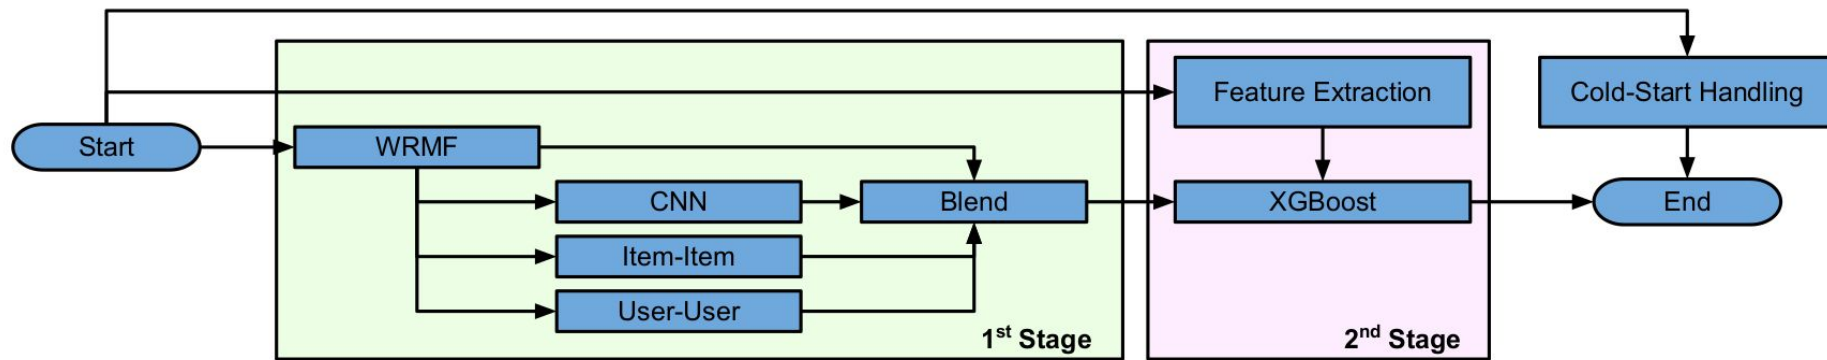 Start
WRMF
CNN
Item-Item
User-User
Blend
1st Stage
Feature Extraction
XGBoost
2nd Stage
Cold-Start Handling
End